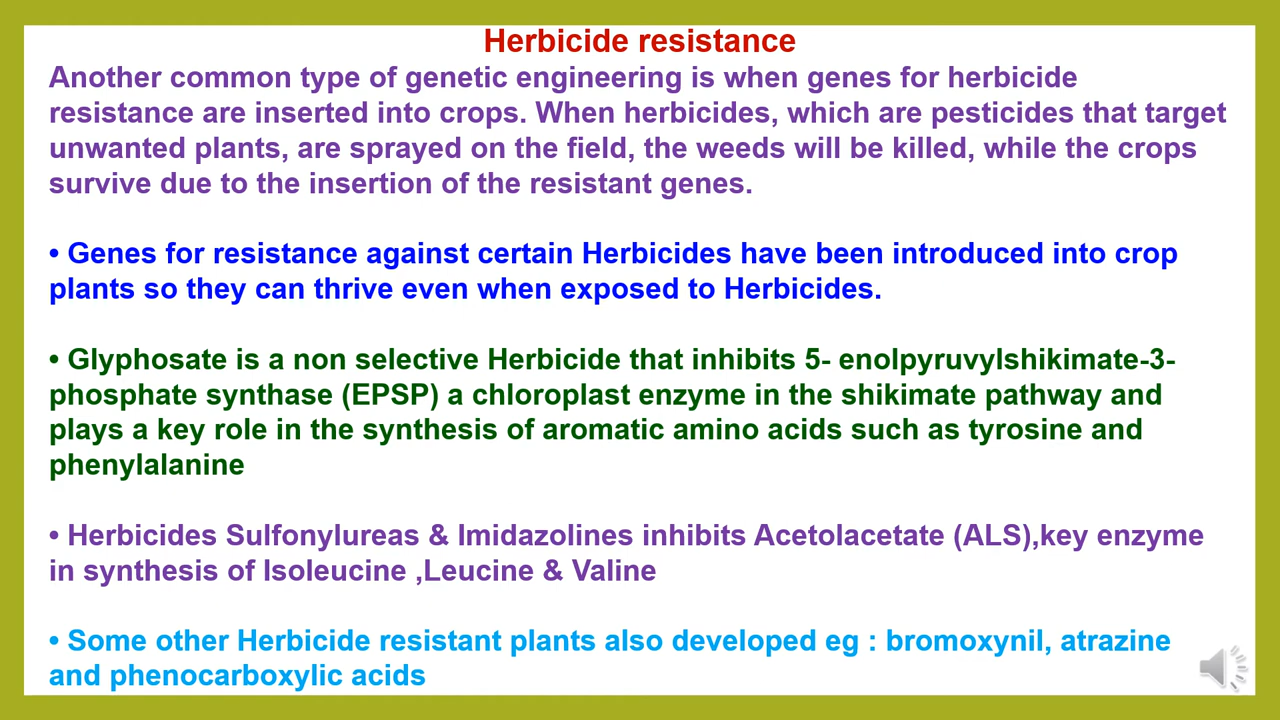 Herbicide resistance
Another common type of genetic engineering is when genes for herbicide
resistance are inserted into crops. When herbicides, which are pesticides that target
unwanted plants, are sprayed on the field, the weeds will be killed, while the crops
survive due to the insertion of the resistant genes.
• Genes for resistance against certain Herbicides have been introduced into crop
plants so they can thrive even when exposed to Herbicides.
• Glyphosate is a non selective Herbicide that inhibits 5- enolpyruvylshikimate-3-
phosphate synthase (EPSP) a chloroplast enzyme in the shikimate pathway and
plays a key role in the synthesis of aromatic amino acids such as tyrosine and
phenylalanine
• Herbicides Sulfonylureas & Imidazolines inhibits Acetolacetate (ALS),key enzyme
in synthesis of Isoleucine ,Leucine & Valine
• Some other Herbicide resistant plants also developed eg : bromoxynil, atrazine
and phenocarboxylic acids